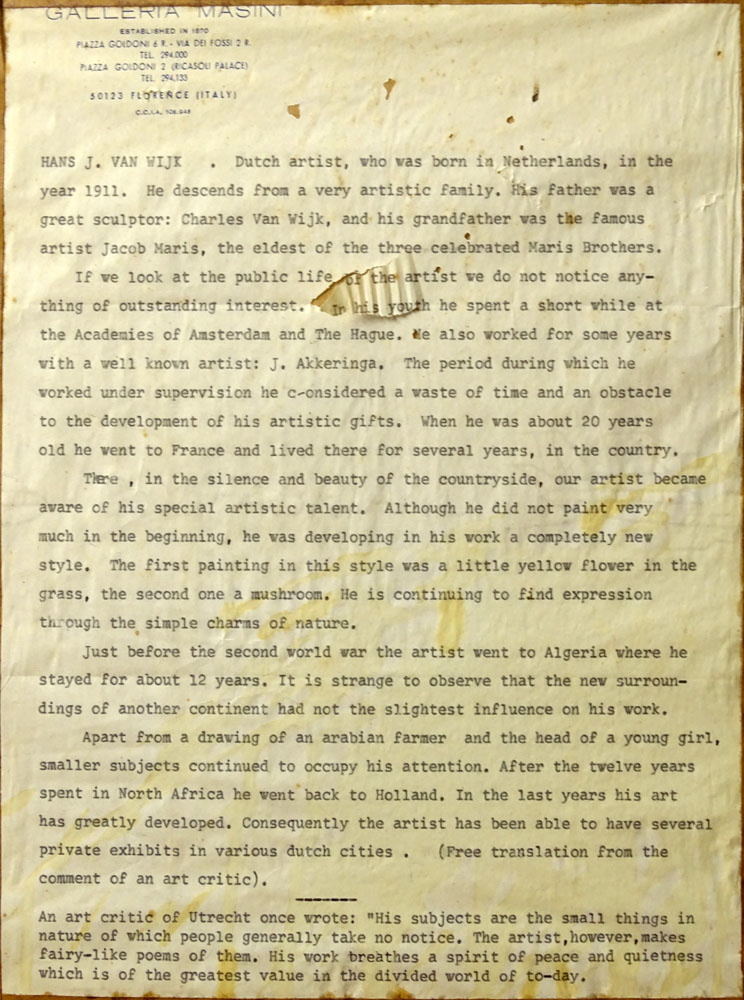 GALLERIA MASINI
ESTABLISHED IN 1870
PIAZZA GOLDONI 6 R. - VIA DEI FOSSI 2 R.
TEL. 294.000
PIAZZA GOLDONI 2 (RICASOLI PALACE)
TEL. 294.133
50123 FLORENCE (ITALY)
C.C.I.A.
HANS J. VAN WIJK . Dutch artist, who was born in Netherlands, in the
year 1911. He descends from a very artistic family. His father was a
great sculptor: Charles Van Wijk, and his grandfather was the famous
artist Jacob Maris, the eldest of the three celebrated Maris Brothers.
If we look at the public life of the artist we do not notice any-
thing of outstanding interest. In his youth he spent a short while at
the Academies of Amsterdam and The Hague. He also worked for some years
with a well known artist: J. Akkeringa. The period during which he
worked under supervision he c-onsidered a waste of time and an obstacle
to the development of his artistic gifts. When he was about 20 years
old he went to France and lived there for several years, in the country.
There , in the silence and beauty of the countryside, our artist became
aware of his special artistic talent. Although he did not paint very
much in the beginning, he was developing in his work a completely new
style. The first painting in this style was a little yellow flower in the
grass, the second one a mushroom. He is continuing to find expression
through the simple charms of nature.
Just before the second world war the artist went to Algeria where he
stayed for about 12 years. It is strange to observe that the new surroun-
dings of another continent had not the slightest influence on his work.
Apart from a drawing of an arabian farmer and the head of a young girl,
smaller subjects continued to occupy his attention. After the twelve years
spent in North Africa he went back to Holland. In the last years his art
has greatly developed. Consequently the artist has been able to have several
private exhibits in various dutch cities . (Free translation from the
comment of an art critic).
An art critic of Utrecht once wrote: "His subjects are the small things in
nature of which people generally take no notice. The artist,however,makes
fairy-like poems of them. His work breathes a spirit of peace and quietness
which is of the greatest value in the divided world of to-day.